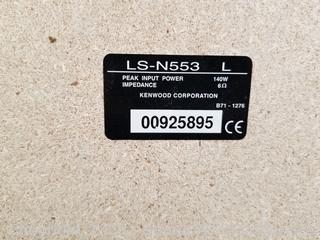 LS-N553 L
PEAK INPUT POWER 140W
IMPEDANCE 6Ω
KENWOOD CORPORATION
B71 - 1276
00925895
CE